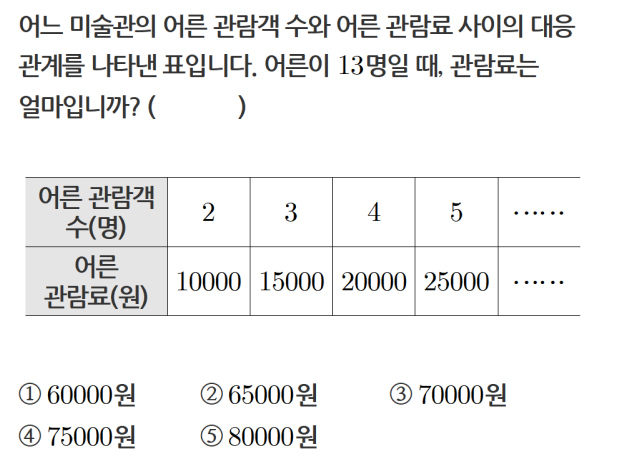 어느 미술관의 어른 관람객 수와 어른 관람료 사이의 대응
관계를 나타낸 표입니다. 어른이 13명일 때, 관람료는
얼마입니까? (          )
어른 관람객 수(명) 2 3 4 5 ……
어른 관람료(원) 10000 15000 20000 25000 ……
① 60000원 ② 65000원 ③ 70000원
④ 75000원 ⑤ 80000원